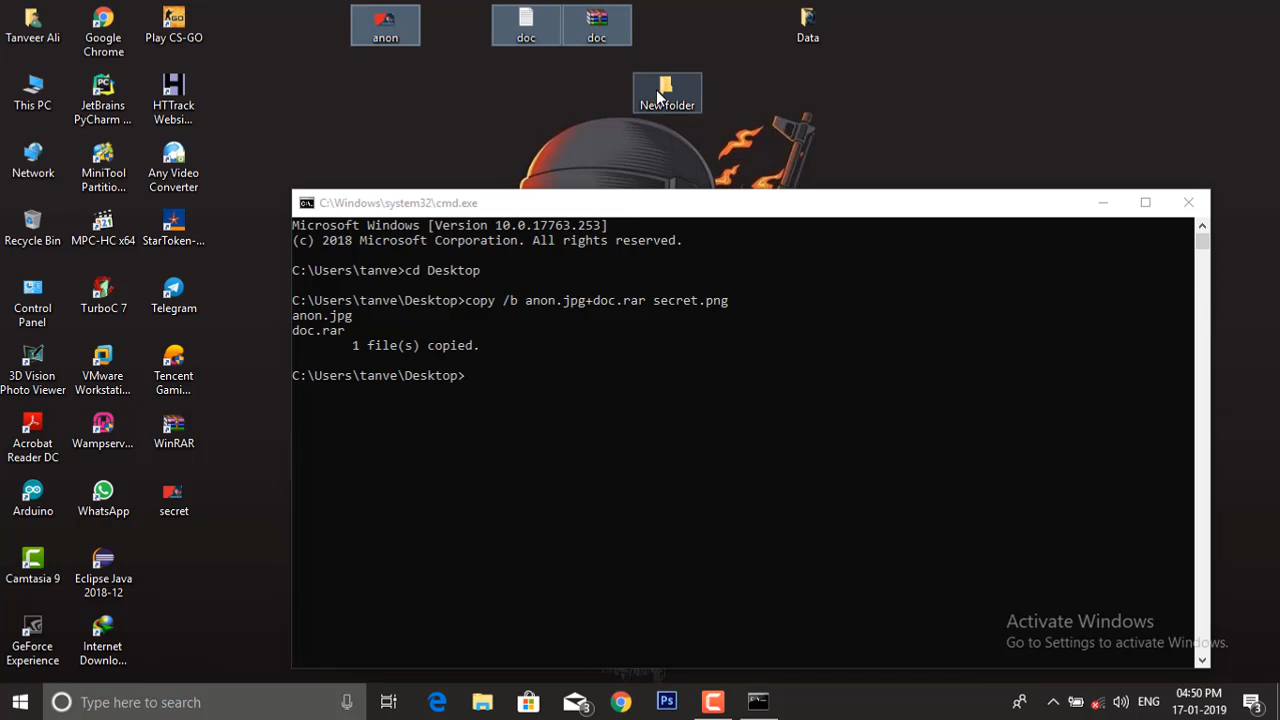 Tanveer Ali
Google Chrome
Play CS-GO
anon
doc
doc
Data
This PC
JetBrains PyCharm ...
HTTrack Websi...
New folder
Network
MiniTool Partitio...
Any Video Converter
Recycle Bin
MPC-HC x64
StarToken-...
Control Panel
TurboC 7
Telegram
3D Vision Photo Viewer
VMware Workstati...
Tencent Gami...
Acrobat Reader DC
Wampserv...
WinRAR
Arduino
WhatsApp
secret
Camtasia 9
Eclipse Java 2018-12
GeForce Experience
Internet Downlo...
C:\Windows\system32\cmd.exe
Microsoft Windows [Version 10.0.17763.253]
(c) 2018 Microsoft Corporation. All rights reserved.
C:\Users\tanve>cd Desktop
C:\Users\tanve\Desktop>copy /b anon.jpg+doc.rar secret.png
anon.jpg
doc.rar
1 file(s) copied.
C:\Users\tanve\Desktop>
Activate Windows
Go to Settings to activate Windows.
Type here to search
3
Ps
ENG
04:50 PM
17-01-2019
3